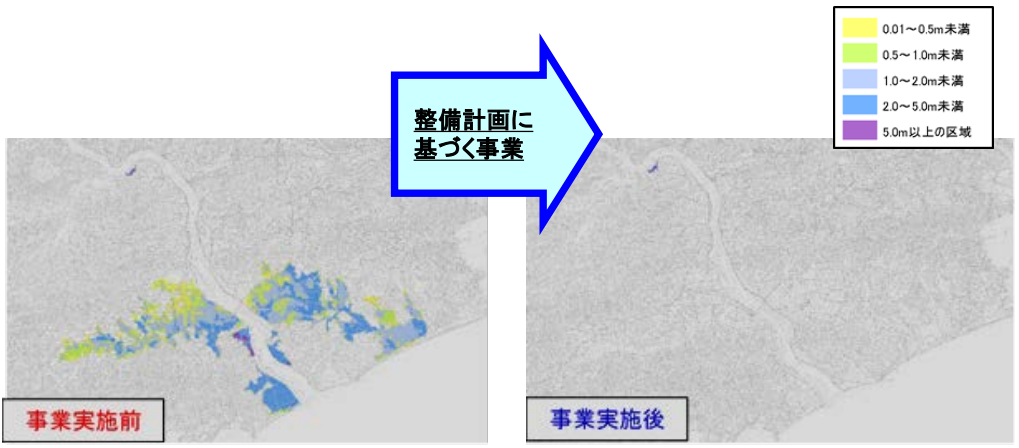 整備計画に
基づく事業
0.01～0.5m未満
0.5～1.0m未満
1.0～2.0m未満
2.0～5.0m未満
5.0m以上の区域
事業実施前
事業実施後